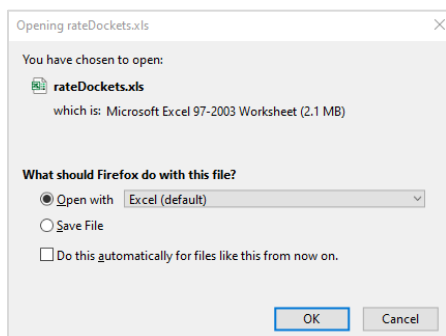 Opening rateDockets.xls
You have chosen to open:
rateDockets.xls
which is: Microsoft Excel 97-2003 Worksheet (2.1 MB)
What should Firefox do with this file?
Open with Excel (default)
Save File
Do this automatically for files like this from now on.
OK Cancel